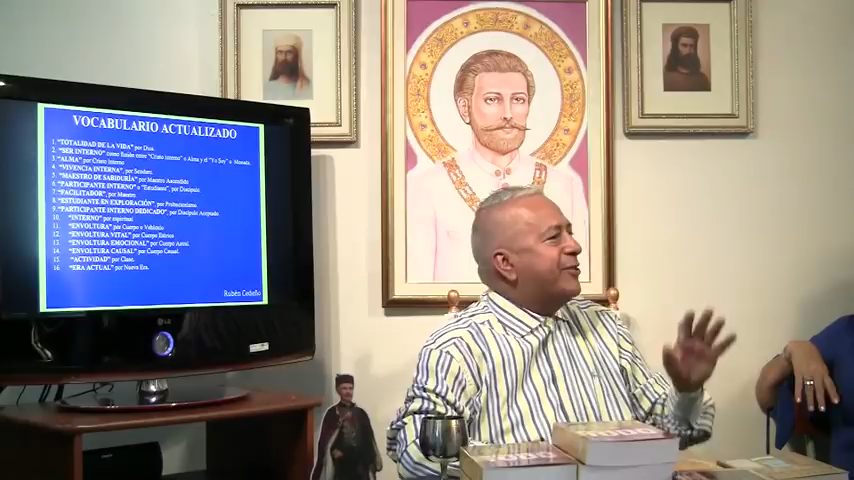 VOCABULARIO ACTUALIZADO
1. "TOTALIDAD DE LA VIDA" por Dios.
2. "SER INTERNO" como fusión entre "Cristo Interno" o Alma y el "Yo Soy" o Mónada.
3. "ALMA" por Cristo Interno
4. "VIVENCIA INTERNA", por Sendero.
5. "MAESTRO DE SABIDURÍA" por Maestro Ascendido
6. "PARTICIPANTE INTERNO" o "Estudiantes", por Discípulo
7. "FACILITADOR", por Maestro
8. "ESTUDIANTE EN EXPLORACIÓN", por Probacionismo
9. "PARTICIPANTE INTERNO DEDICADO", por Discípulo Aceptado
10. "INTERNO" por espiritual
11. "ENVOLTURA" por Cuerpo o Vehículo
12. "ENVOLTURA VITAL" por Cuerpo Etérico
13. "ENVOLTURA EMOCIONAL" por Cuerpo Astral.
14. "ENVOLTURA CAUSAL" por Cuerpo Causal
15. "ACTIVIDAD" por Clase.
16. "ERA ACTUAL" por Nueva Era.
Rubén Cedeño
LG